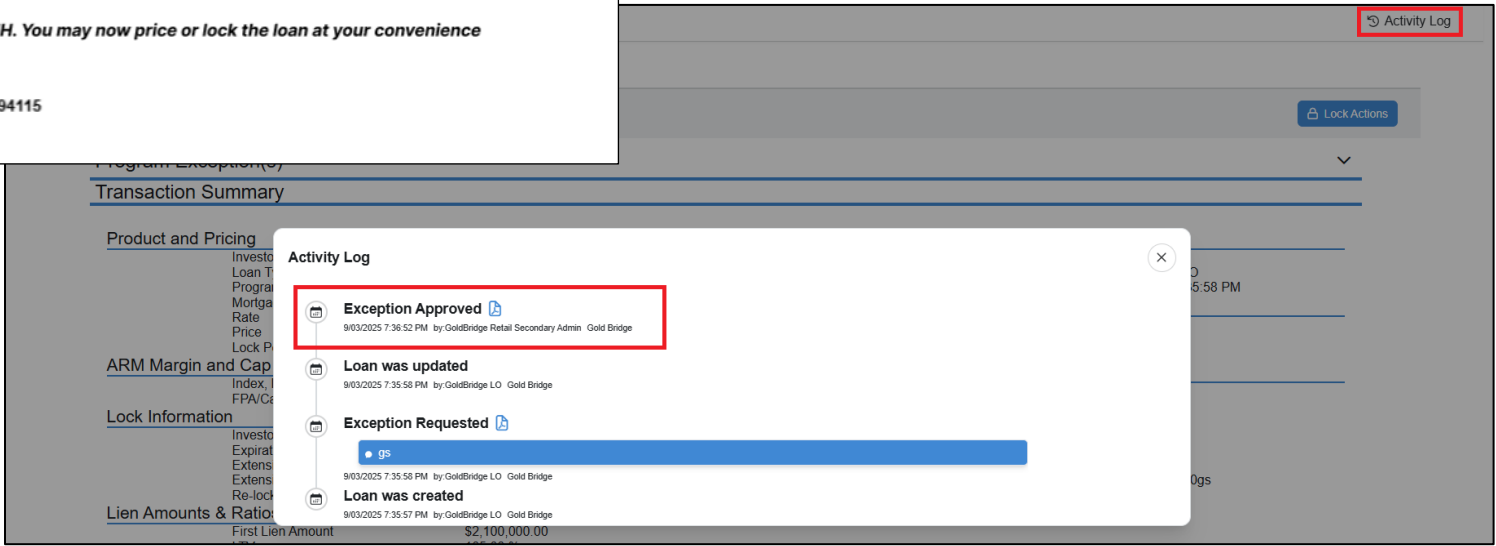 H. You may now price or lock the loan at your convenience
94115
Activity Log
Lock Actions
Program Exception(s)
Transaction Summary
Product and Pricing
Investo
Loan T
Progra
5:58 PM
Mortga
Rate
Price
Lock P
ARM Margin and Cap
Index,
FPA/Ca
Lock Information
Investo
Expirat
Extens
Extens
0gs
Re-lock
Lien Amounts & Ratio
First Lien Amount $2,100,000.00
Activity Log
Exception Approved
9/03/2025 7:36:52 PM by:GoldBridge Retail Secondary Admin Gold Bridge
Loan was updated
9/03/2025 7:35:58 PM by:GoldBridge LO Gold Bridge
Exception Requested
gs
9/03/2025 7:35:58 PM by:GoldBridge LO Gold Bridge
Loan was created
9/03/2025 7:35:57 PM by:GoldBridge LO Gold Bridge